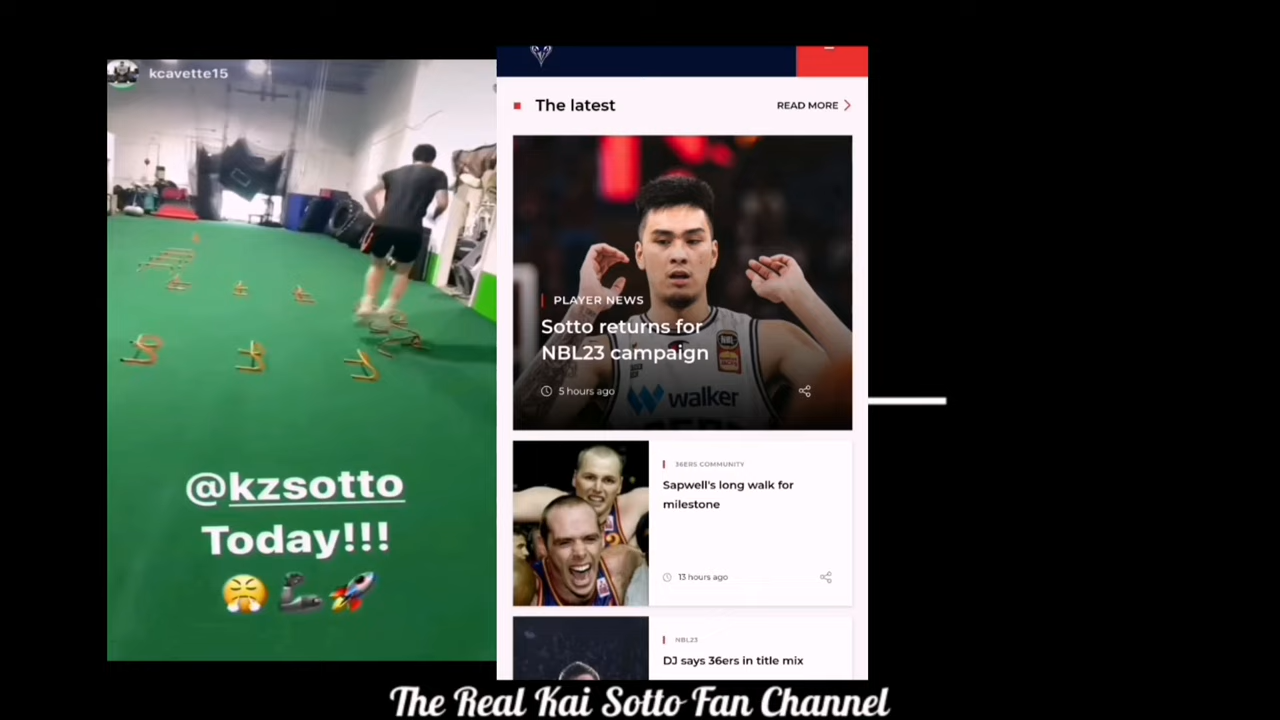 kcavette15
@kzsotto
Today!!!
The latest
READ MORE
PLAYER NEWS
Sotto returns for
NBL23 campaign
5 hours ago
NBL
walker
36ERS COMMUNITY
Sapwell's long walk for
milestone
13 hours ago
NBL23
DJ says 36ers in title mix
The Real Kai Sotto Fan Channel